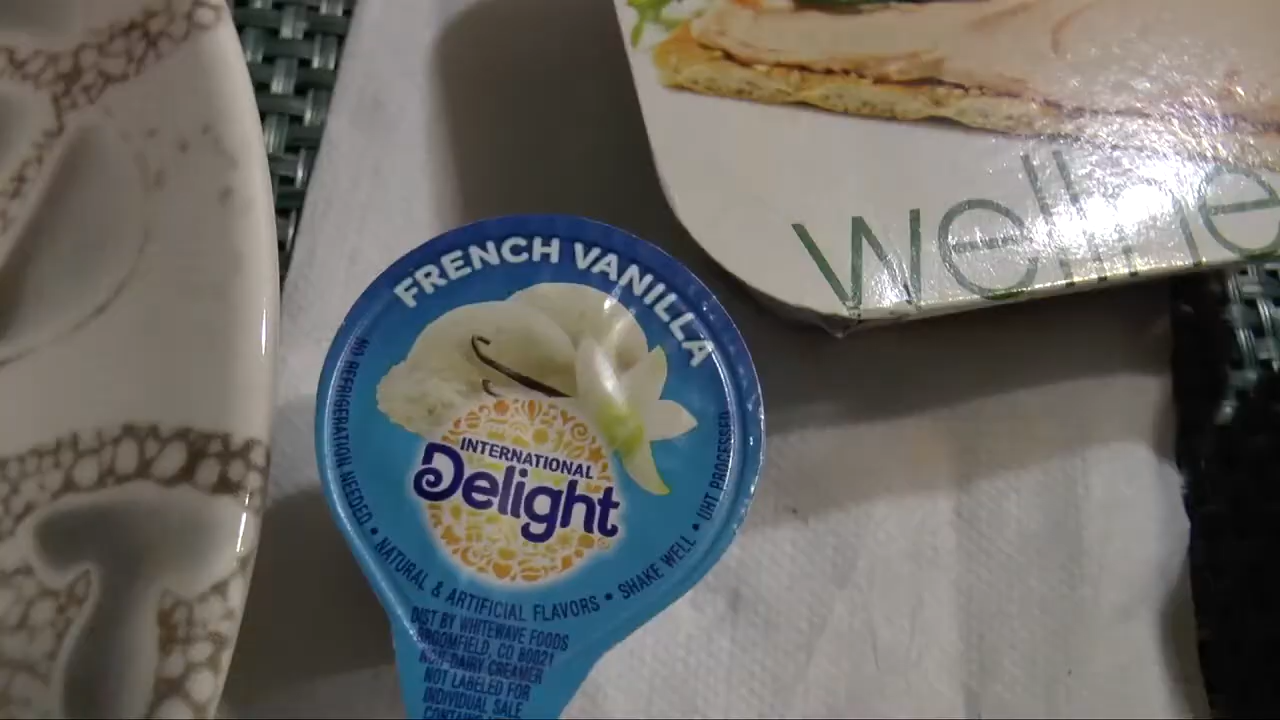 wellne
FRENCH VANILLA
INTERNATIONAL
Delight
NO REFRIGERATION NEEDED • NATURAL & ARTIFICIAL FLAVORS • SHAKE WELL • UHT PROCESSED
DIST BY WHITEWAVE FOODS
BROOMFIELD, CO 80021
NON-DAIRY CREAMER
NOT LABELED FOR
INDIVIDUAL SALE